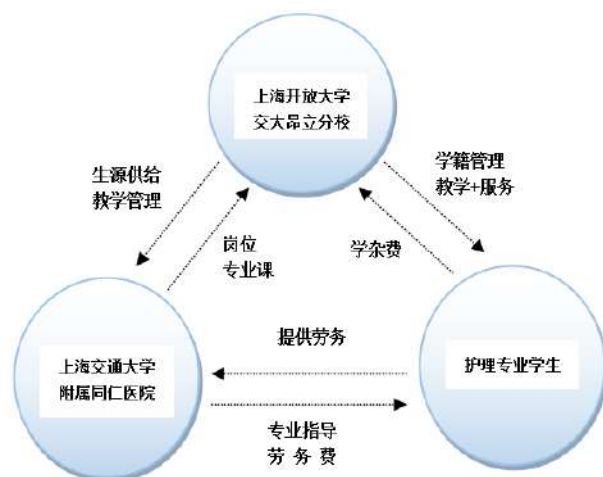 上海开放大学
交大昂立分校
生源供给
教学管理
学籍管理
教学+服务
岗位
专业课
学杂费
提供劳务
上海交通大学
附属同仁医院
护理专业学生
专业指导
劳 务 费